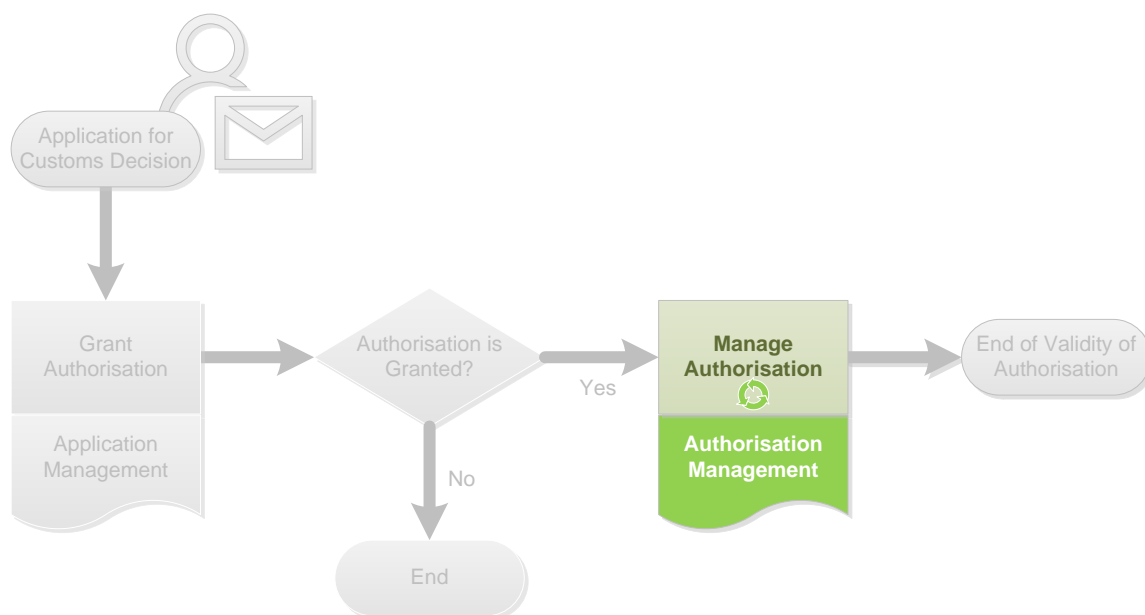 Application for
Customs Decision
Grant
Authorisation
Application
Management
Authorisation is
Granted?
Yes
No
End
Manage
Authorisation
Authorisation
Management
End of Validity of
Authorisation